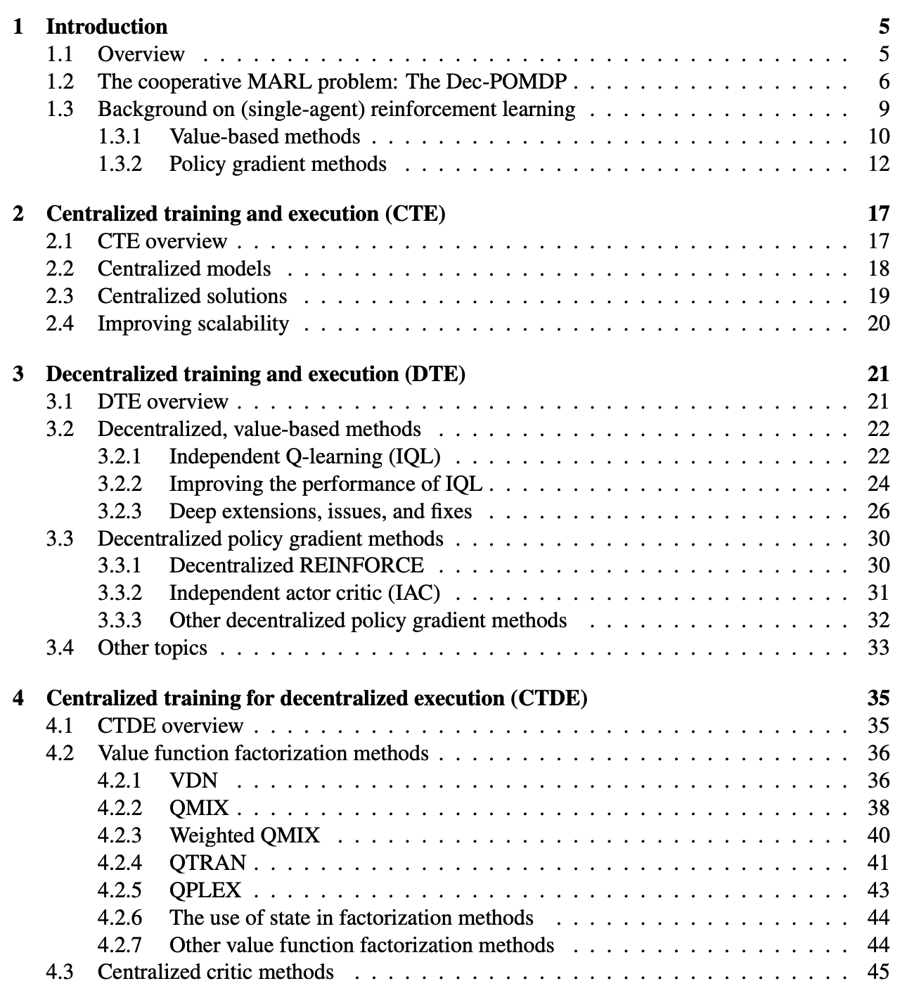 1 Introduction 5
1.1 Overview . . . . . . . . . . . . . . . . . . . . . . . . . . . . . . . . . . . . . . . 5
1.2 The cooperative MARL problem: The Dec-POMDP . . . . . . . . . . . . . . . . . 6
1.3 Background on (single-agent) reinforcement learning . . . . . . . . . . . . . . . . 9
1.3.1 Value-based methods . . . . . . . . . . . . . . . . . . . . . . . . . . . . . 10
1.3.2 Policy gradient methods . . . . . . . . . . . . . . . . . . . . . . . . . . . 12
2 Centralized training and execution (CTE) 17
2.1 CTE overview . . . . . . . . . . . . . . . . . . . . . . . . . . . . . . . . . . . . . 17
2.2 Centralized models . . . . . . . . . . . . . . . . . . . . . . . . . . . . . . . . . . 18
2.3 Centralized solutions . . . . . . . . . . . . . . . . . . . . . . . . . . . . . . . . . 19
2.4 Improving scalability . . . . . . . . . . . . . . . . . . . . . . . . . . . . . . . . . 20
3 Decentralized training and execution (DTE) 21
3.1 DTE overview . . . . . . . . . . . . . . . . . . . . . . . . . . . . . . . . . . . . . 21
3.2 Decentralized, value-based methods . . . . . . . . . . . . . . . . . . . . . . . . . 22
3.2.1 Independent Q-learning (IQL) . . . . . . . . . . . . . . . . . . . . . . . . 22
3.2.2 Improving the performance of IQL . . . . . . . . . . . . . . . . . . . . . . 24
3.2.3 Deep extensions, issues, and fixes . . . . . . . . . . . . . . . . . . . . . . 26
3.3 Decentralized policy gradient methods . . . . . . . . . . . . . . . . . . . . . . . . 30
3.3.1 Decentralized REINFORCE . . . . . . . . . . . . . . . . . . . . . . . . . 30
3.3.2 Independent actor critic (IAC) . . . . . . . . . . . . . . . . . . . . . . . . 31
3.3.3 Other decentralized policy gradient methods . . . . . . . . . . . . . . . . 32
3.4 Other topics . . . . . . . . . . . . . . . . . . . . . . . . . . . . . . . . . . . . . . 33
4 Centralized training for decentralized execution (CTDE) 35
4.1 CTDE overview . . . . . . . . . . . . . . . . . . . . . . . . . . . . . . . . . . . . 35
4.2 Value function factorization methods . . . . . . . . . . . . . . . . . . . . . . . . . 36
4.2.1 VDN . . . . . . . . . . . . . . . . . . . . . . . . . . . . . . . . . . . . . 36
4.2.2 QMIX . . . . . . . . . . . . . . . . . . . . . . . . . . . . . . . . . . . . . 38
4.2.3 Weighted QMIX . . . . . . . . . . . . . . . . . . . . . . . . . . . . . . . 40
4.2.4 QTRAN . . . . . . . . . . . . . . . . . . . . . . . . . . . . . . . . . . . . 41
4.2.5 QPLEX . . . . . . . . . . . . . . . . . . . . . . . . . . . . . . . . . . . . 43
4.2.6 The use of state in factorization methods . . . . . . . . . . . . . . . . . . 44
4.2.7 Other value function factorization methods . . . . . . . . . . . . . . . . . 44
4.3 Centralized critic methods . . . . . . . . . . . . . . . . . . . . . . . . . . . . . . 45